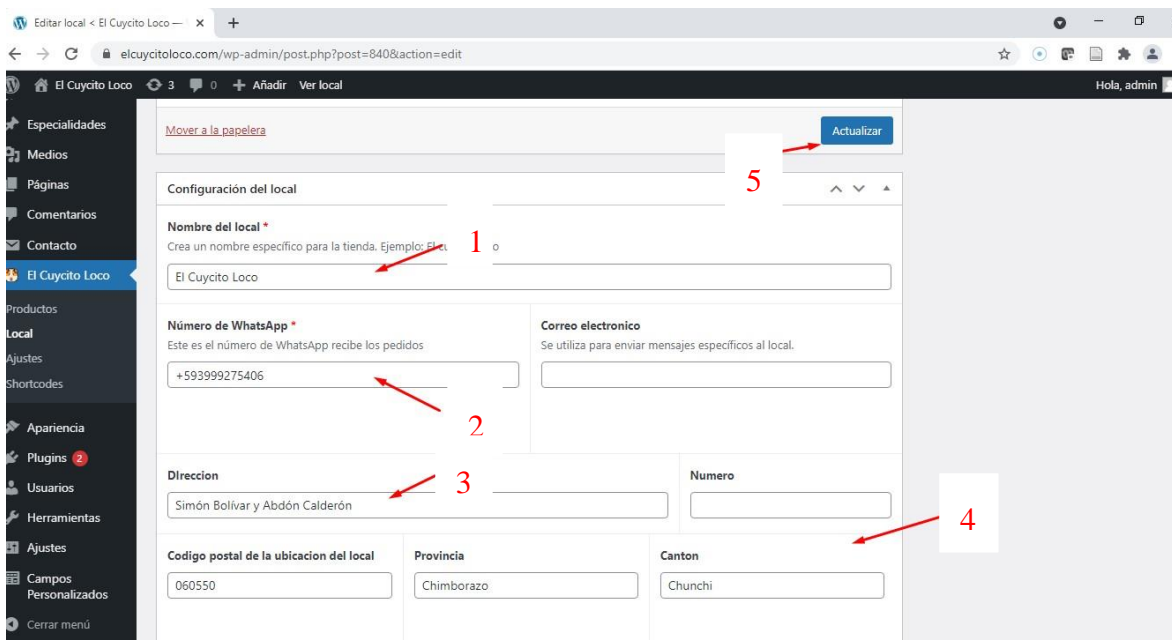 Editar local < El Cuycito Loco —
elcuycitoloco.com/wp-admin/post.php?post=840&action=edit
El Cuycito Loco 3 0 + Añadir Ver local Hola, admin
Especialidades
Medios
Páginas
Comentarios
Contacto
El Cuycito Loco
Productos
Local
Ajustes
Shortcodes
Apariencia
Plugins 2
Usuarios
Herramientas
Ajustes
Campos
Personalizados
Cerrar menú
Mover a la papelera Actualizar
5
Configuración del local
Nombre del local *
Crea un nombre específico para la tienda. Ejemplo: o
1
El Cuycito Loco
Número de WhatsApp * Correo electronico
Este es el número de WhatsApp recibe los pedidos Se utiliza para enviar mensajes específicos al local.
+593999275406
2
DIreccion Numero
3
Simón Bolívar y Abdón Calderón
4
Codigo postal de la ubicacion del local Provincia Canton
060550 Chimborazo Chunchi